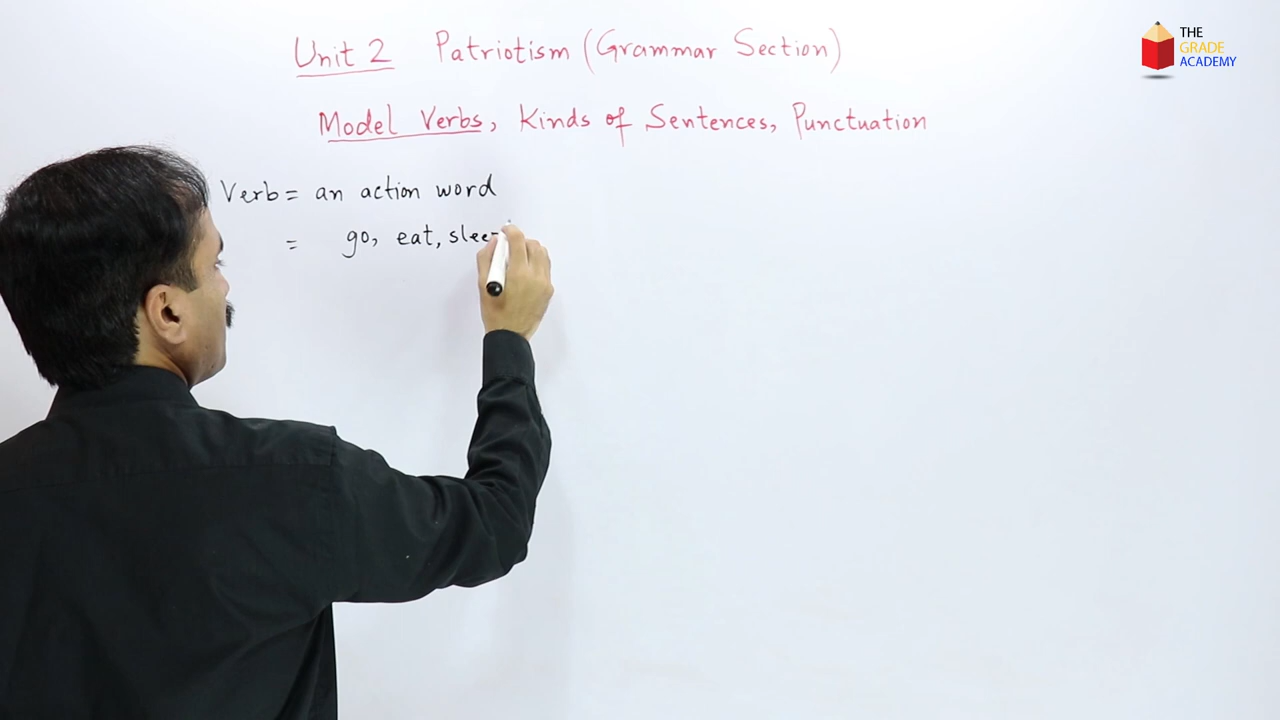 Unit 2 Patriotism (Grammar Section)
Model Verbs, Kinds of Sentences, Punctuation
Verb = an action word
= go, eat,
THE
GRADE
ACADEMY